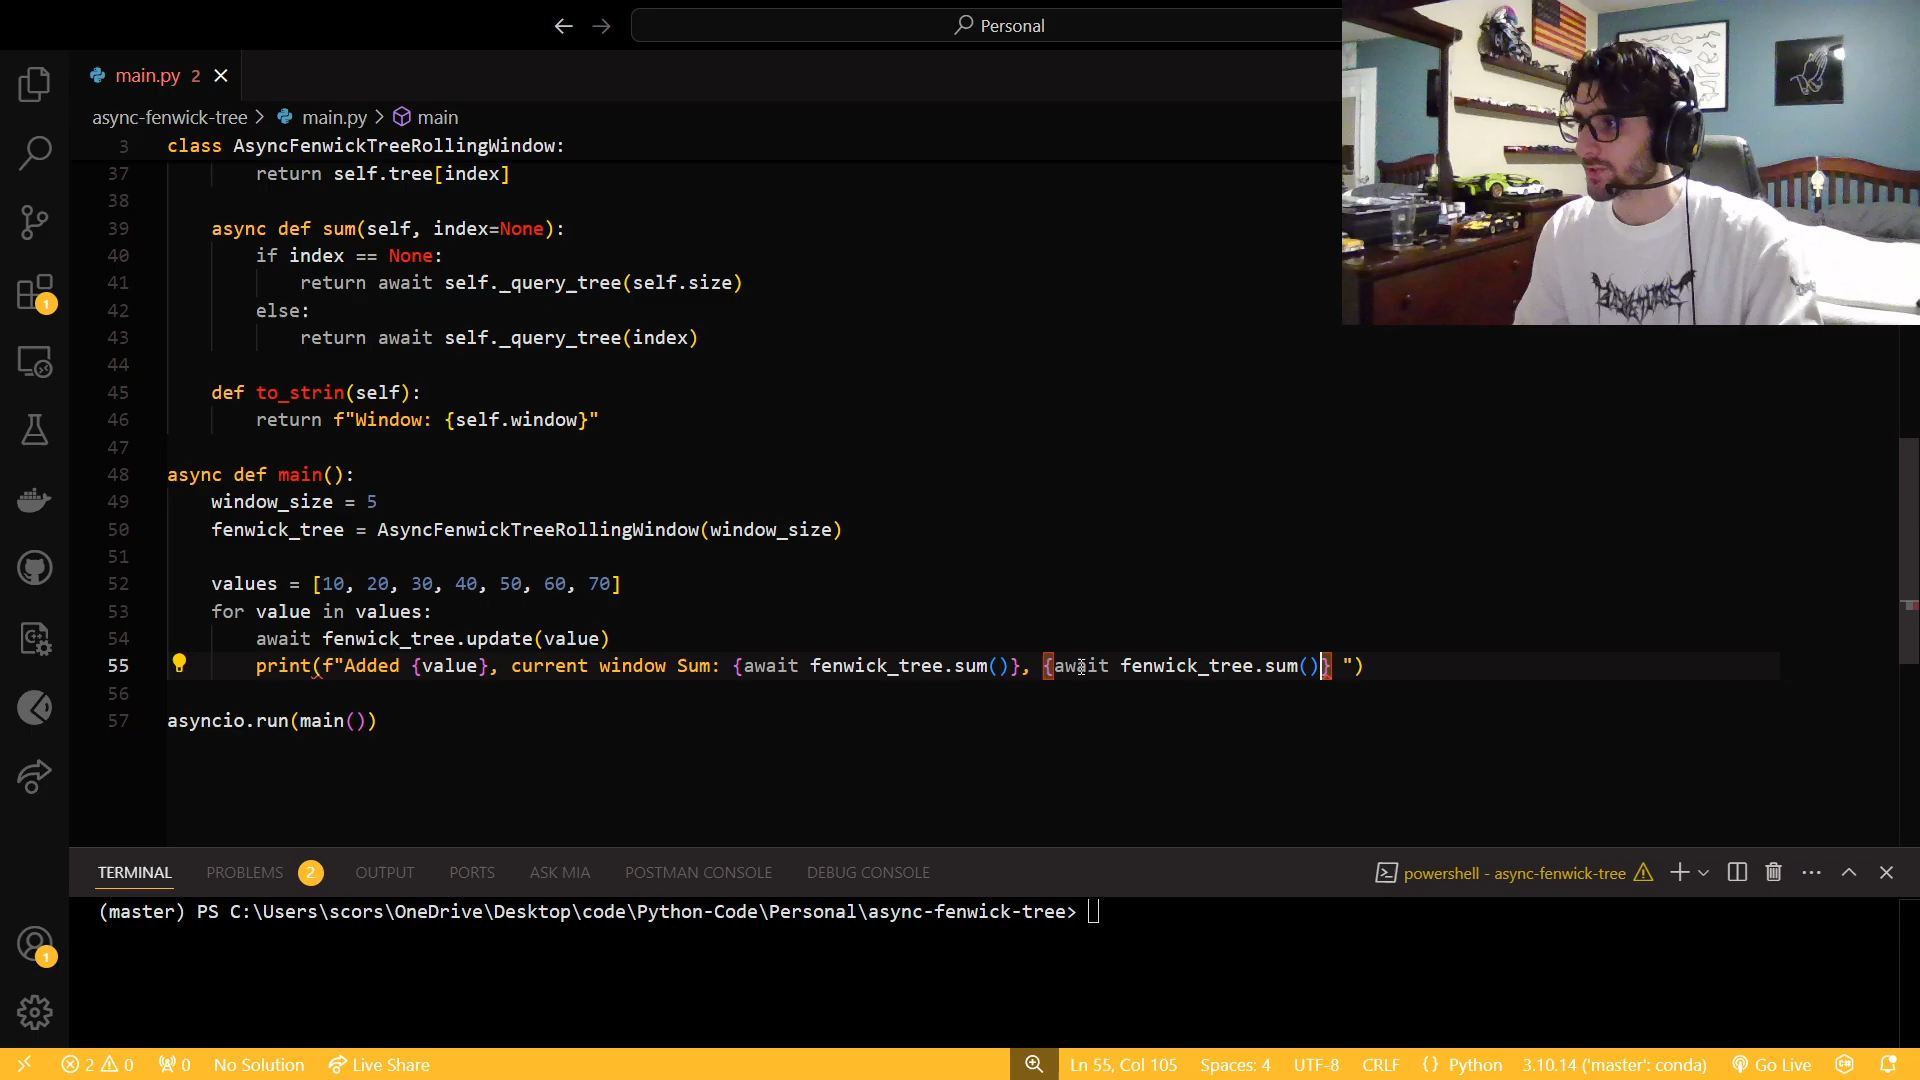 Personal
main.py 2
async-fenwick-tree > main.py > main
3 class AsyncFenwickTreeRollingWindow:
37 return self.tree[index]
38
39 async def sum(self, index=None):
40 if index == None:
41 return await self._query_tree(self.size)
42 else:
43 return await self._query_tree(index)
44
45 def to_strin(self):
46 return f"Window: {self.window}"
47
48 async def main():
49 window_size = 5
50 fenwick_tree = AsyncFenwickTreeRollingWindow(window_size)
51
52 values = [10, 20, 30, 40, 50, 60, 70]
53 for value in values:
54 await fenwick_tree.update(value)
55 print(f"Added {value}, current window Sum: {await fenwick_tree.sum()}, {await fenwick_tree.sum()} ")
56
57 asyncio.run(main())
TERMINAL PROBLEMS 2 OUTPUT PORTS ASK MIA POSTMAN CONSOLE DEBUG CONSOLE powershell - async-fenwick-tree
(master) PS C:\Users\scors\OneDrive\Desktop\code\Python-Code\Personal\async-fenwick-tree>
1
1
2 0 0 No Solution Live Share Ln 55, Col 105 Spaces: 4 UTF-8 CRLF {} Python 3.10.14 ('master': conda) Go Live